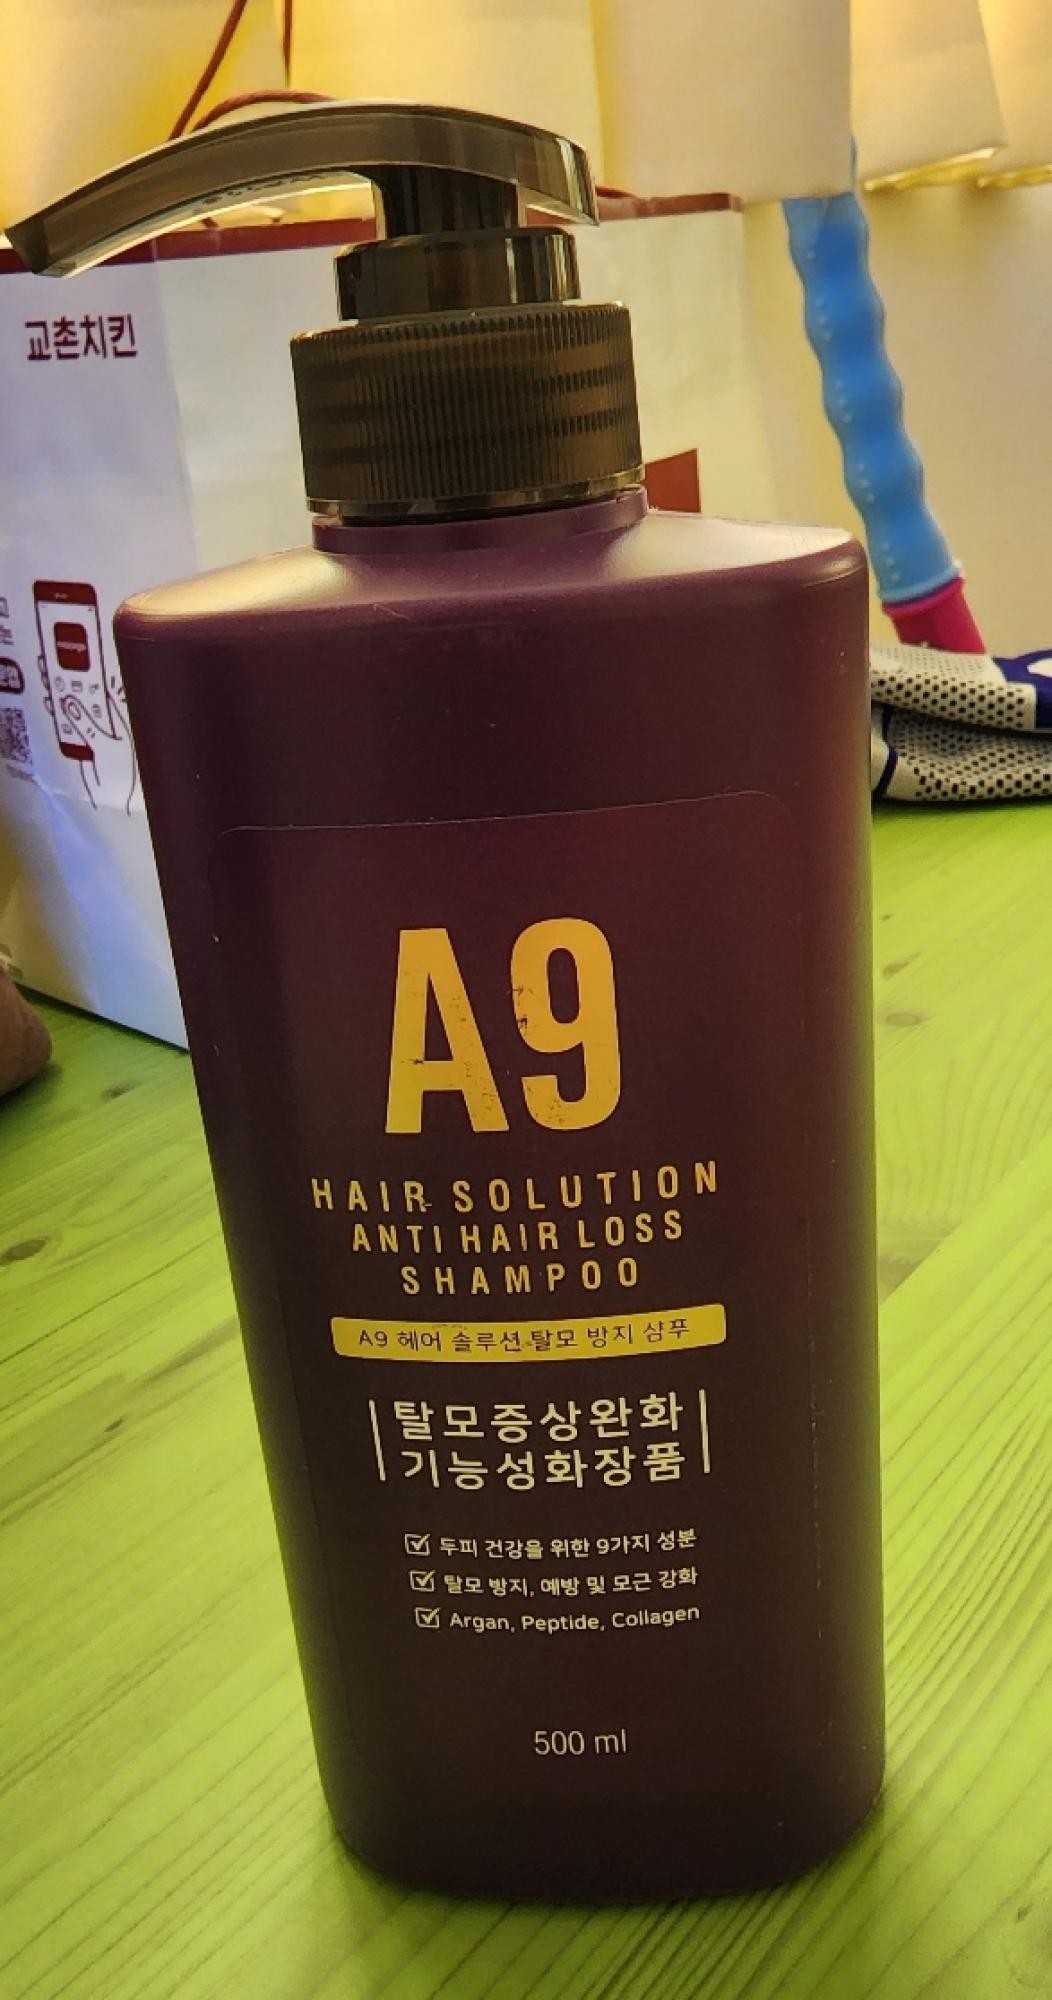 교촌치킨
A9
HAIR SOLUTION
ANTI HAIR LOSS
SHAMPOO
A9 헤어 솔루션 탈모 방지 샴푸
탈모증상완화
기능성화장품
두피 건강을 위한 9가지 성분
탈모 방지, 예방 및 모근 강화
Argan, Peptide, Collagen
500 ml